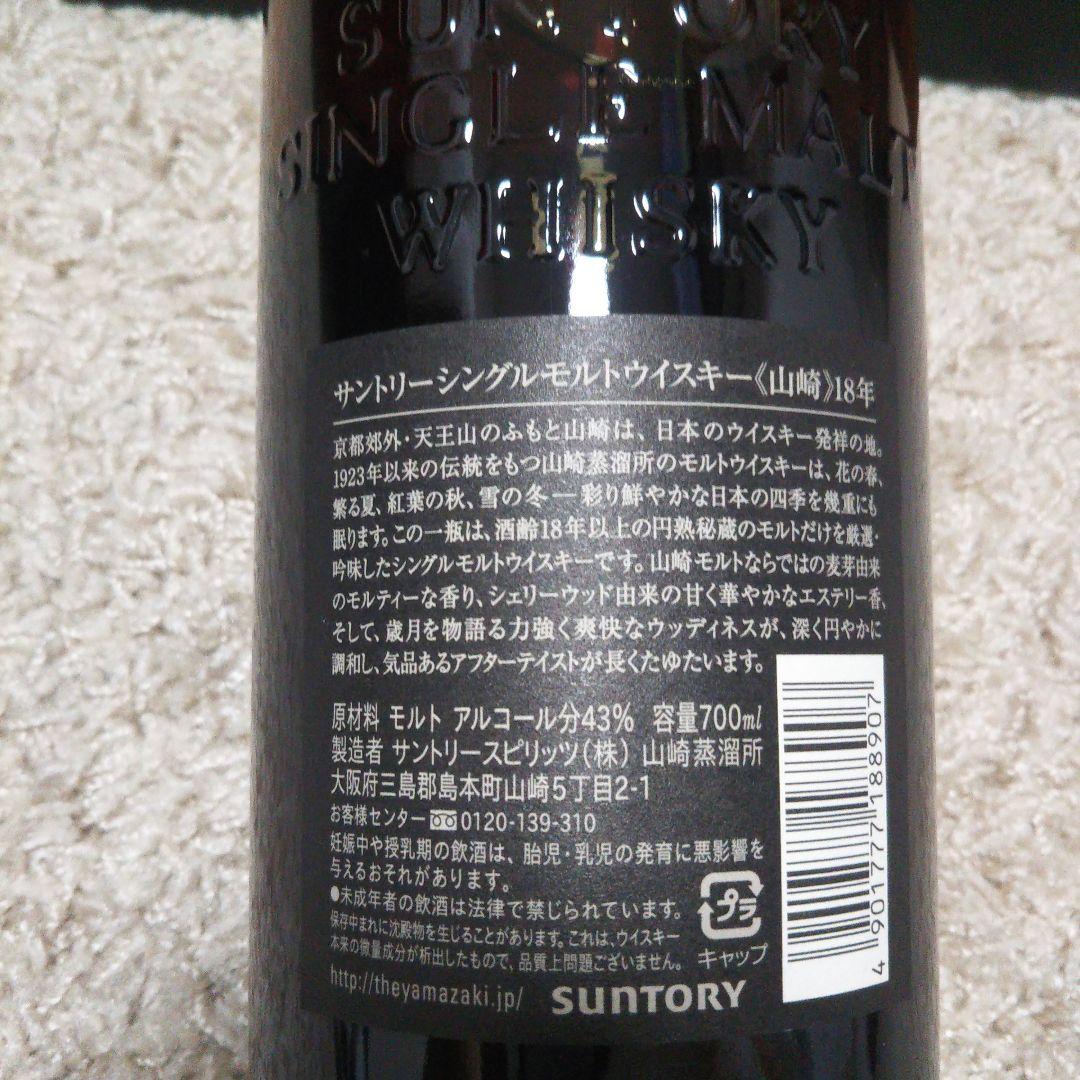 SUNTORY
SINGLE MALT
WHISKY
サントリーシングルモルトウイスキー《山崎》18年
京都郊外・天王山のふもと山崎は、日本のウイスキー発祥の地。
1923年以来の伝統をもつ山崎蒸溜所のモルトウイスキーは、花の春、
繁る夏、紅葉の秋、雪の冬―彩り鮮やかな日本の四季を幾重にも
眠ります。この一瓶は、酒齢18年以上の円熟秘蔵のモルトだけを厳選・
吟味したシングルモルトウイスキーです。山崎モルトならではの麦芽由来
のモルティーな香り、シェリーウッド由来の甘く華やかなエステリー香、
そして、歳月を物語る力強く爽快なウッディネスが、深く円やかに
調和し、気品あるアフターテイストが長くたゆたいます。
原材料 モルト アルコール分43% 容量700ml
製造者 サントリースピリッツ(株) 山崎蒸溜所
大阪府三島郡島本町山崎5丁目2-1
お客様センター 0120-139-310
妊娠中や授乳期の飲酒は、胎児・乳児の発育に悪影響を
与えるおそれがあります。
●未成年者の飲酒は法律で禁じられています。
保存中まれに沈殿物を生じることがあります。これは、ウイスキー
本来の微量成分が析出したもので、品質上問題ございません。
プラ
キャップ
http://theyamazaki.jp/
SUNTORY
4 901777 188907